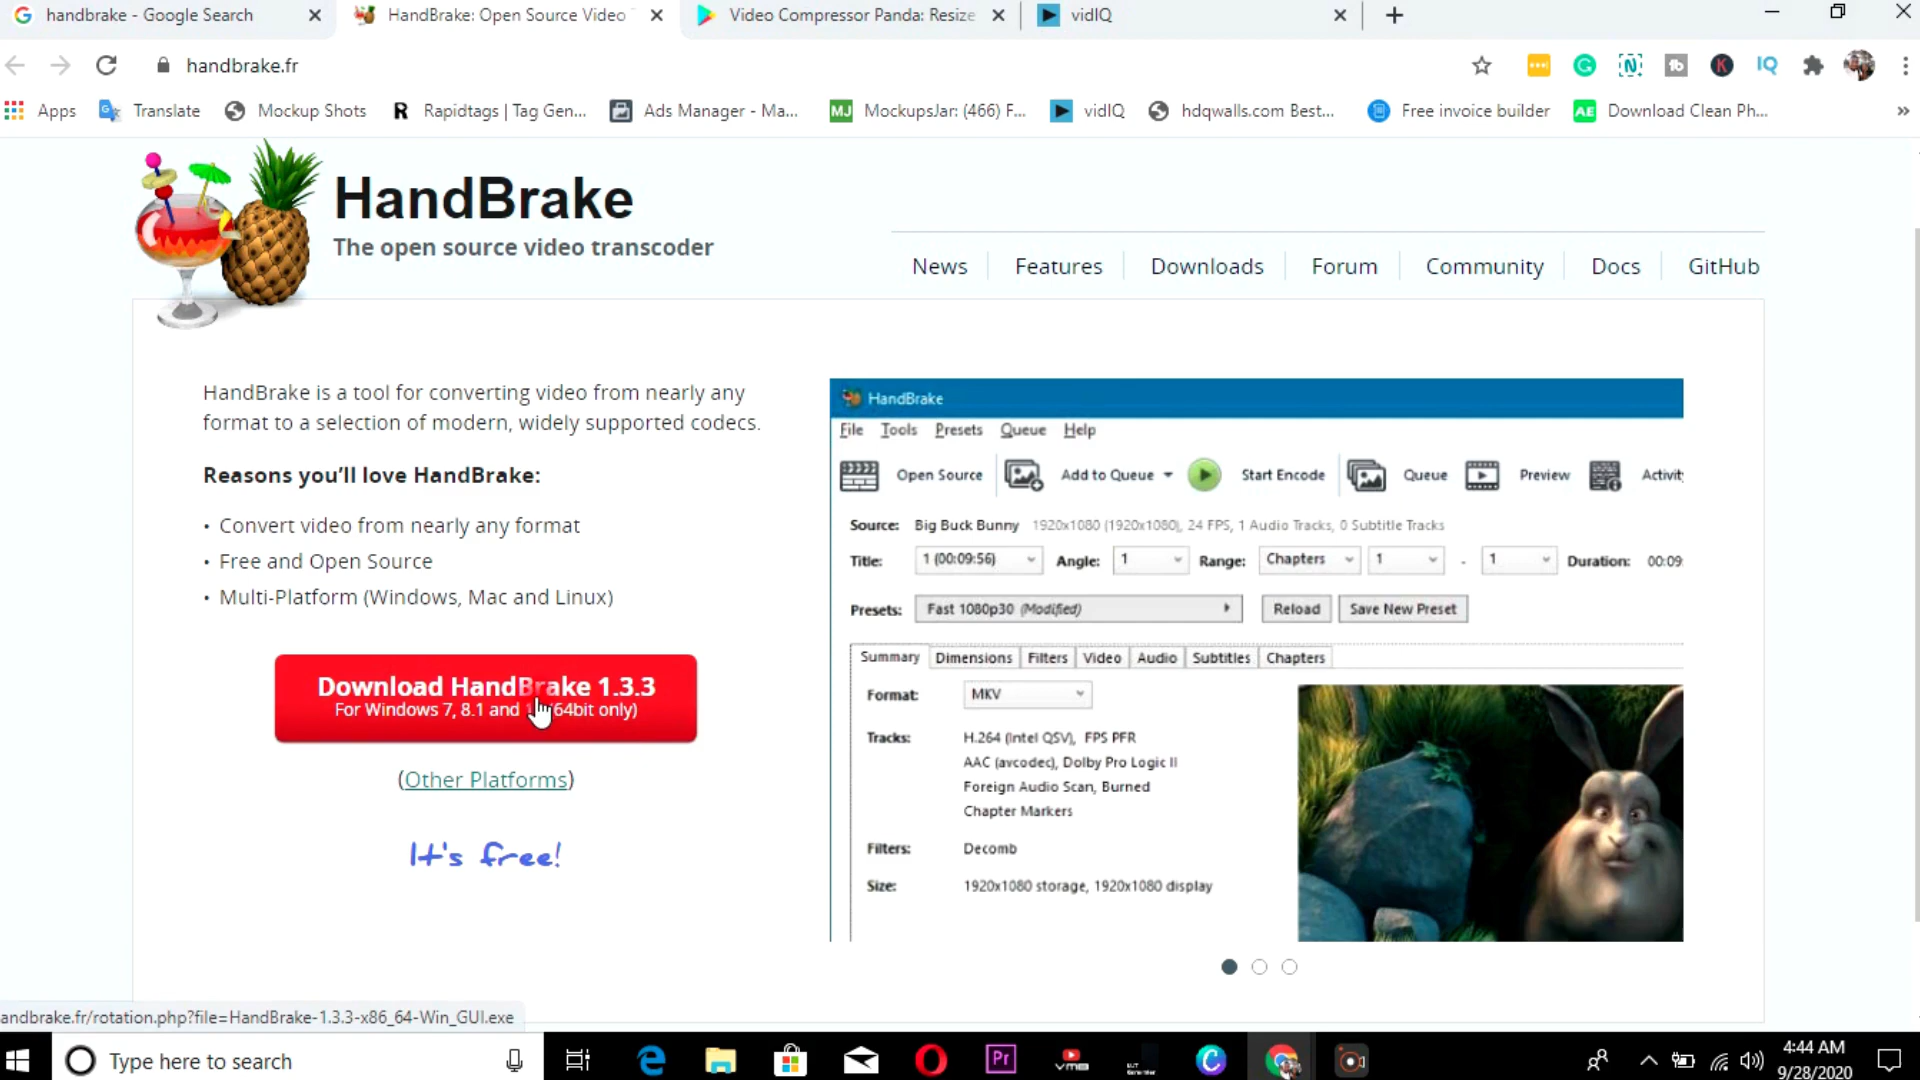 handbrake - Google Search
HandBrake: Open Source Video
Video Compressor Panda: Resize
vidIQ
handbrake.fr
Apps
Translate
Mockup Shots
Rapidtags | Tag Gen...
Ads Manager - Ma...
MockupsJar: (466) F...
vidIQ
hdqwalls.com Best...
Free invoice builder
Download Clean Ph...
HandBrake
The open source video transcoder
News
Features
Downloads
Forum
Community
Docs
GitHub
HandBrake is a tool for converting video from nearly any
format to a selection of modern, widely supported codecs.
Reasons you'll love HandBrake:
• Convert video from nearly any format
• Free and Open Source
• Multi-Platform (Windows, Mac and Linux)
Download HandBrake 1.3.3
For Windows 7, 8.1 and (64bit only)
(Other Platforms)
It's free!
HandBrake
File Tools Presets Queue Help
Open Source Add to Queue Start Encode Queue Preview Activit
Source: Big Buck Bunny 1920x1080 (1920x1080), 24 FPS, 1 Audio Tracks, 0 Subtitle Tracks
Title: 1 (00:09:56) Angle: 1 Range: Chapters 1 - 1 Duration: 00:09:
Presets: Fast 1080p30 (Modified) Reload Save New Preset
Summary Dimensions Filters Video Audio Subtitles Chapters
Format: MKV
Tracks: H.264 (Intel QSV), FPS PFR
AAC (avcodec), Dolby Pro Logic II
Foreign Audio Scan, Burned
Chapter Markers
Filters: Decomb
Size: 1920x1080 storage, 1920x1080 display
andbrake.fr/rotation.php?file=HandBrake-1.3.3-x86_64-Win_GUI.exe
Type here to search
Pr
4:44 AM
9/28/2020